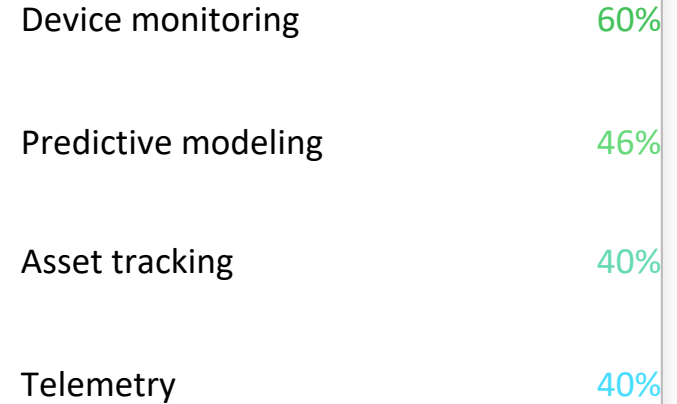 Device monitoring 60%
Predictive modeling 46%
Asset tracking 40%
Telemetry 40%